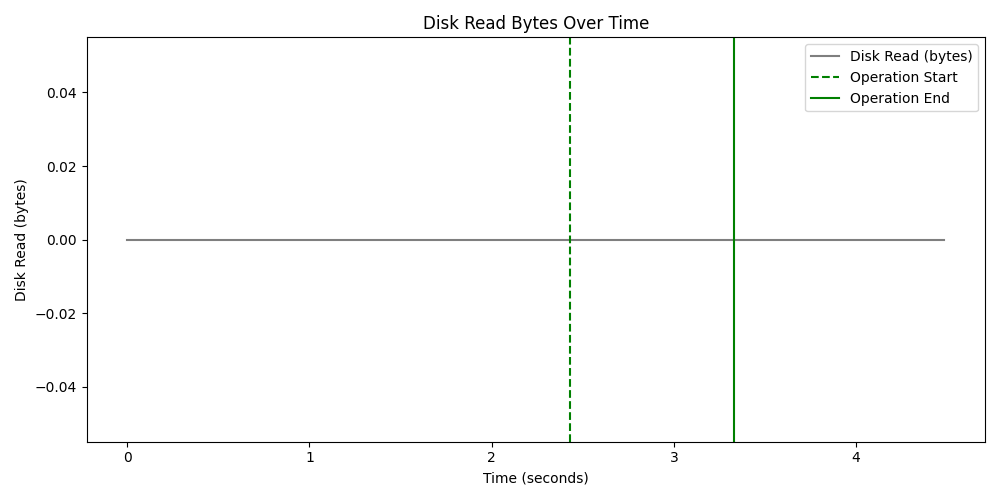 Disk Read Bytes Over Time
Disk Read (bytes)
Operation Start
Operation End
0.04
0.02
0.00
−0.02
−0.04
Disk Read (bytes)
0 1 2 3 4
Time (seconds)